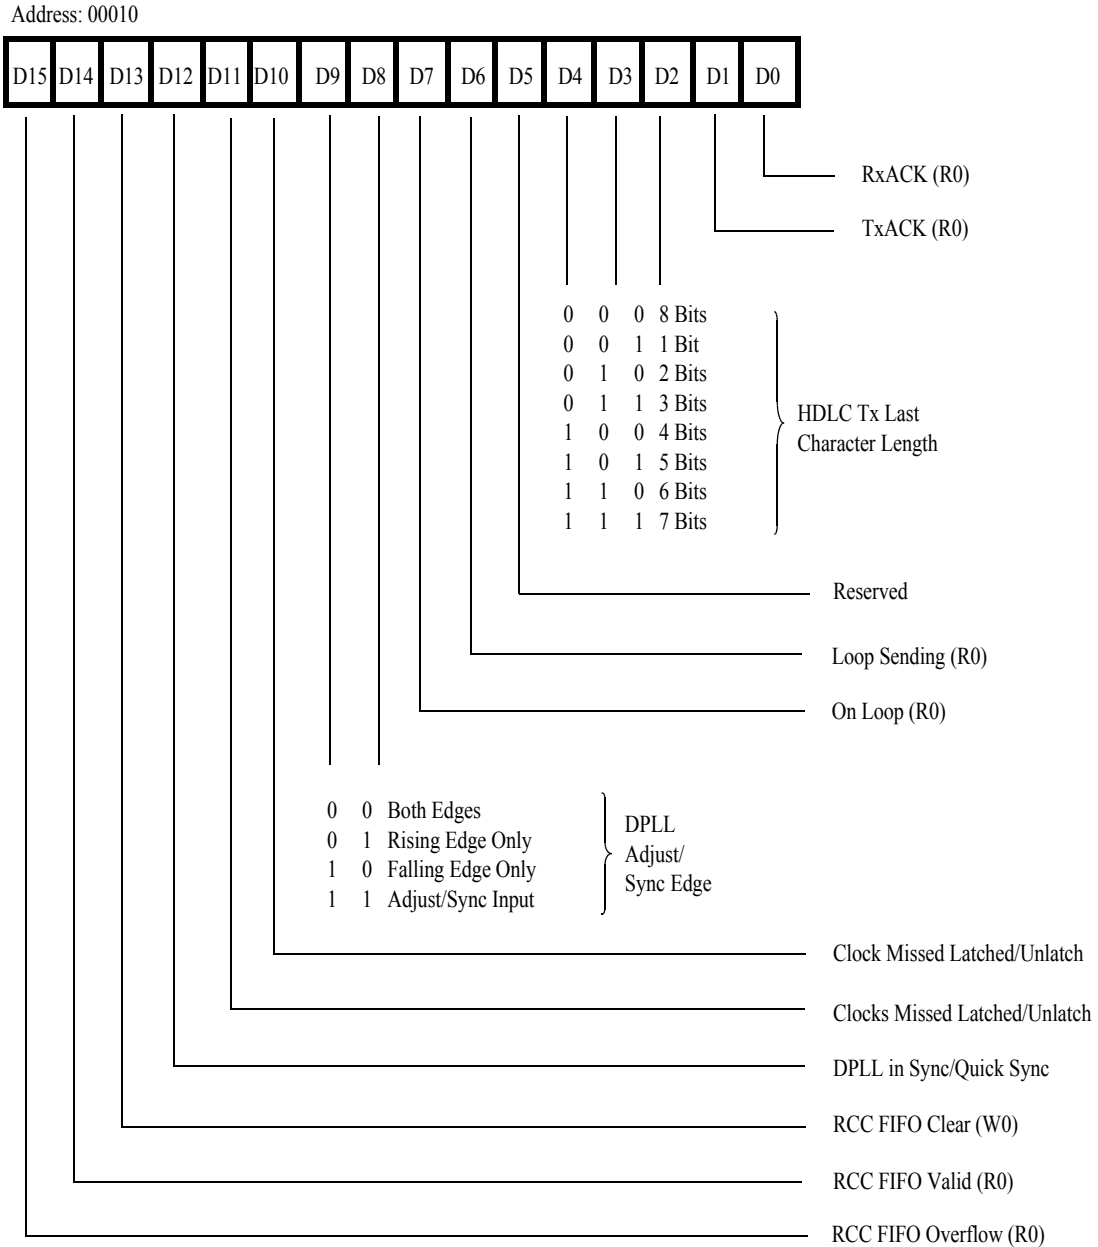 Address: 00010
D15 D14 D13 D12 D11 D10 D9 D8 D7 D6 D5 D4 D3 D2 D1 D0
RxACK (R0)
TxACK (R0)
0 0 0 8 Bits
0 0 1 1 Bit
0 1 0 2 Bits
0 1 1 3 Bits
1 0 0 4 Bits
1 0 1 5 Bits
1 1 0 6 Bits
1 1 1 7 Bits
HDLC Tx Last
Character Length
Reserved
Loop Sending (R0)
On Loop (R0)
0 0 Both Edges
0 1 Rising Edge Only
1 0 Falling Edge Only
1 1 Adjust/Sync Input
DPLL
Adjust/
Sync Edge
Clock Missed Latched/Unlatch
Clocks Missed Latched/Unlatch
DPLL in Sync/Quick Sync
RCC FIFO Clear (W0)
RCC FIFO Valid (R0)
RCC FIFO Overflow (R0)